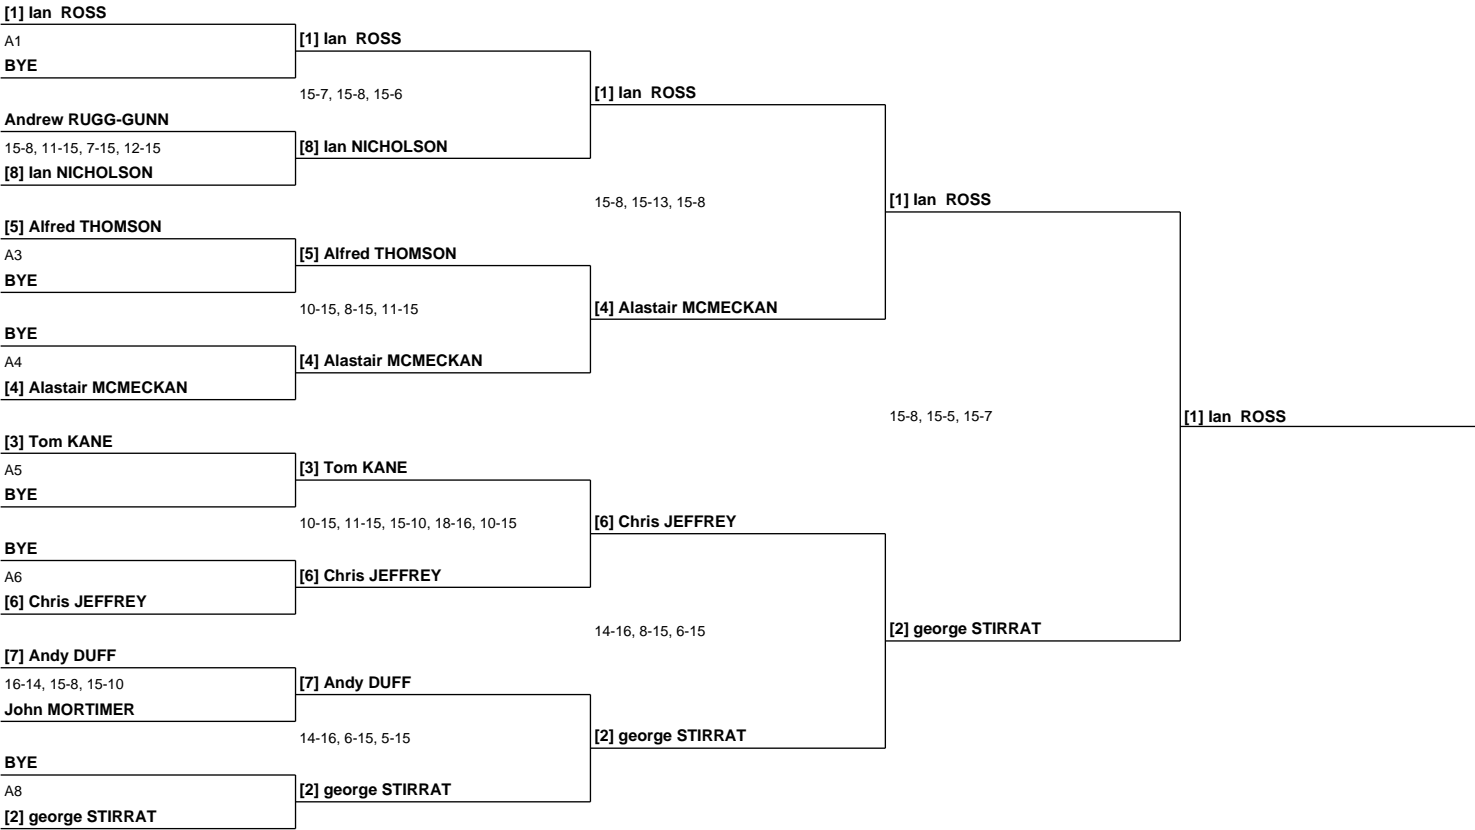 [1] Ian  ROSS
A1
BYE
[1] Ian  ROSS
15-7, 15-8, 15-6
Andrew RUGG-GUNN
15-8, 11-15, 7-15, 12-15
[8] Ian NICHOLSON
[8] Ian NICHOLSON
[1] Ian  ROSS
15-8, 15-13, 15-8
[5] Alfred THOMSON
A3
BYE
[5] Alfred THOMSON
10-15, 8-15, 11-15
BYE
A4
[4] Alastair MCMECKAN
[4] Alastair MCMECKAN
[4] Alastair MCMECKAN
[1] Ian  ROSS
15-8, 15-5, 15-7
[1] Ian  ROSS
[3] Tom KANE
A5
BYE
[3] Tom KANE
10-15, 11-15, 15-10, 18-16, 10-15
BYE
A6
[6] Chris JEFFREY
[6] Chris JEFFREY
[6] Chris JEFFREY
14-16, 8-15, 6-15
[2] george STIRRAT
[7] Andy DUFF
16-14, 15-8, 15-10
John MORTIMER
[7] Andy DUFF
14-16, 6-15, 5-15
[2] george STIRRAT
BYE
A8
[2] george STIRRAT
[2] george STIRRAT